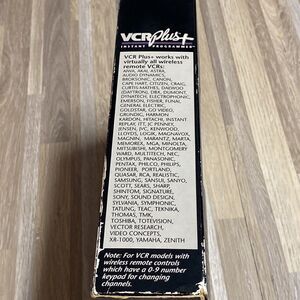 VCRplus+
INSTANT PROGRAMMER
VCR Plus+ works with
virtually all wireless
remote VCRs:
AIWA, AKAI, ASTRA,
AUDIO DYNAMICS,
BROKSONIC, CANON,
CAPE HART, CITIZEN, CRAIG,
CURTIS-MATHES, DAEWOO
(DAYTRON), DBX, DUMONT,
DYNATECH, ELECTROPHONIC,
EMERSON, FISHER, FUNAI,
GENERAL ELECTRIC,
GOLDSTAR, GO VIDEO,
GRUNDIG, HARMON
KARDON, HITACHI, INSTANT
REPLAY, ITT, JC PENNEY,
JENSEN, JVC, KENWOOD,
LLOYDS, LOGIK, MAGNAVOX,
MAGNIN, MARANTZ, MARTA,
MEMOREX, MGA, MINOLTA,
MITSUBISHI, MONTGOMERY
WARD, MULTITECH, NEC,
OLYMPUS, PANASONIC,
PENTAX, PHILCO, PHILIPS,
PIONEER, PORTLAND,
QUASAR, RCA, REALISTIC,
SAMSUNG, SANSUI, SANYO,
SCOTT, SEARS, SHARP,
SHINTOM, SIGNATURE,
SONY, SOUND DESIGN,
SYLVANIA, SYMPHONIC,
TATUNG, TEAC, TEKNIKA,
THOMAS, TMK,
TOSHIBA, TOTEVISION,
VECTOR RESEARCH,
VIDEO CONCEPTS,
XR-1000, YAMAHA, ZENITH
Note: For VCR models with
wireless remote controls
which have a 0-9 number
keypad for changing
channels.